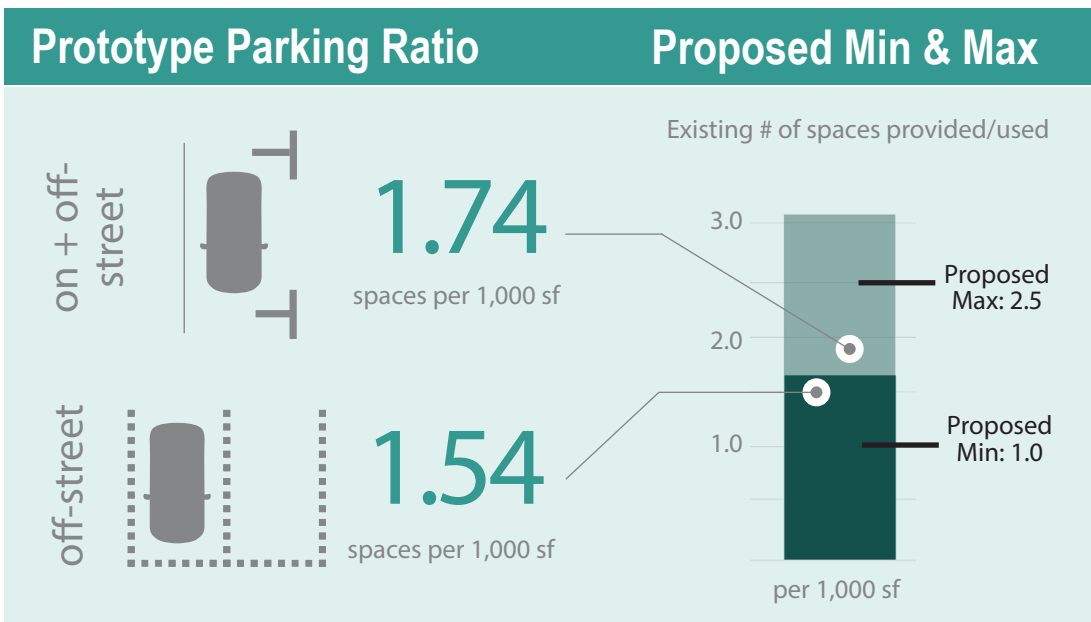 Prototype Parking Ratio
Proposed Min & Max
on + off-
street
1.74
spaces per 1,000 sf
off-street
1.54
spaces per 1,000 sf
Existing # of spaces provided/used
3.0
2.0
1.0
Proposed
Max: 2.5
Proposed
Min: 1.0
per 1,000 sf